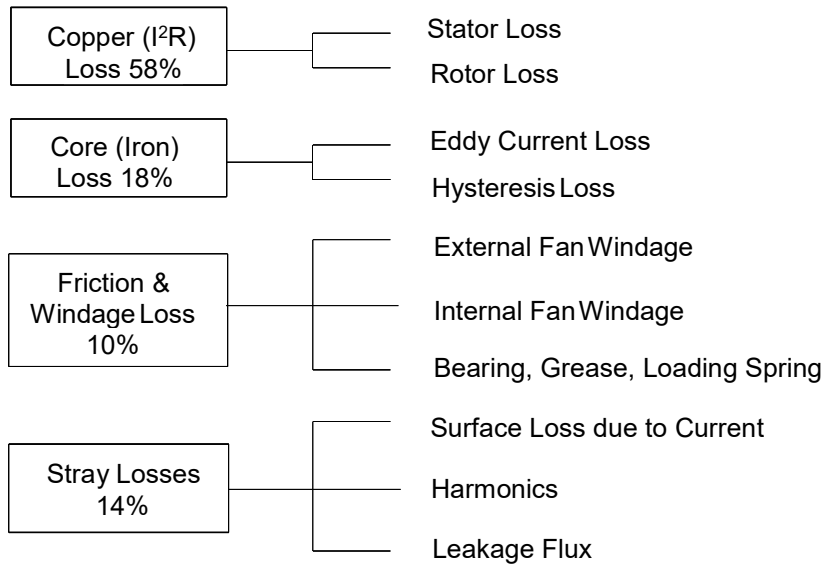 Copper (I²R)
Loss 58%
Stator Loss
Rotor Loss
Core (Iron)
Loss 18%
Eddy Current Loss
Hysteresis Loss
Friction &
Windage Loss
10%
External Fan Windage
Internal Fan Windage
Bearing, Grease, Loading Spring
Stray Losses
14%
Surface Loss due to Current
Harmonics
Leakage Flux